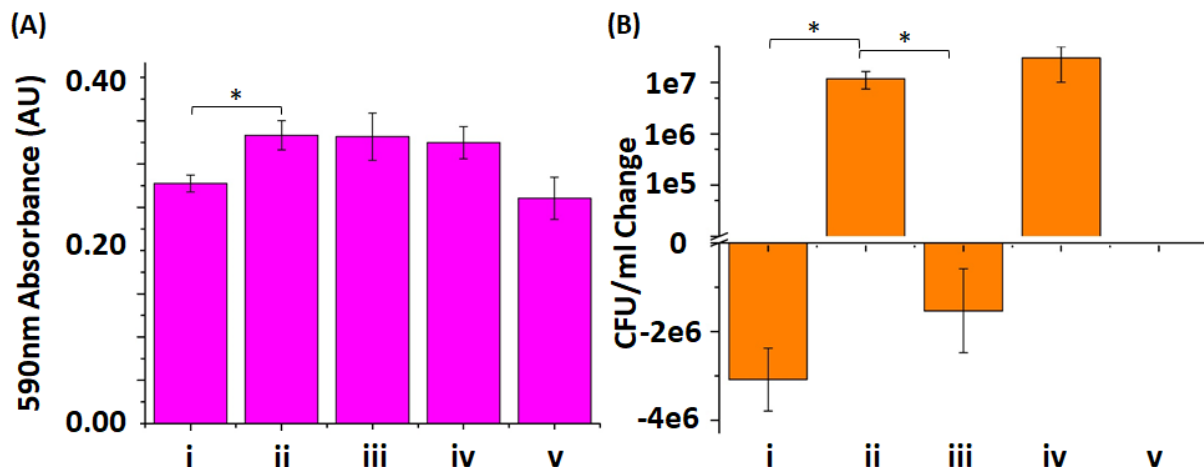 (A)
590nm Absorbance (AU)
0.40
0.20
0.00
*
i ii iii iv v
(B)
CFU/ml Change
1e7
1e6
1e5
0
-2e6
-4e6
* *
i ii iii iv v